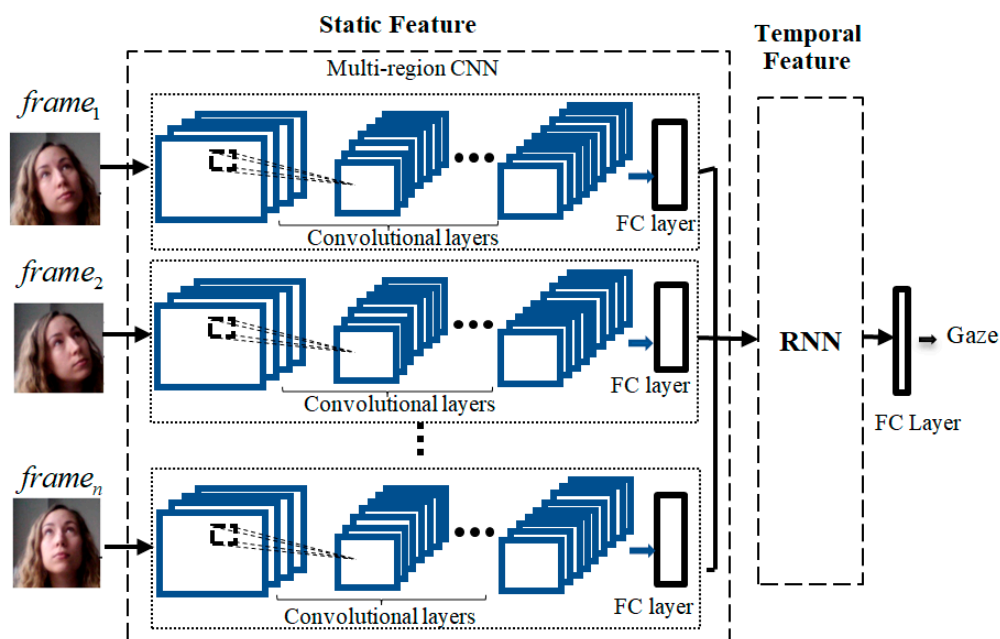 Static Feature
Temporal
Feature
Multi-region CNN
frame1
FC layer
Convolutional layers
frame2
FC layer
Convolutional layers
RNN
Gaze
FC Layer
framen
FC layer
Convolutional layers